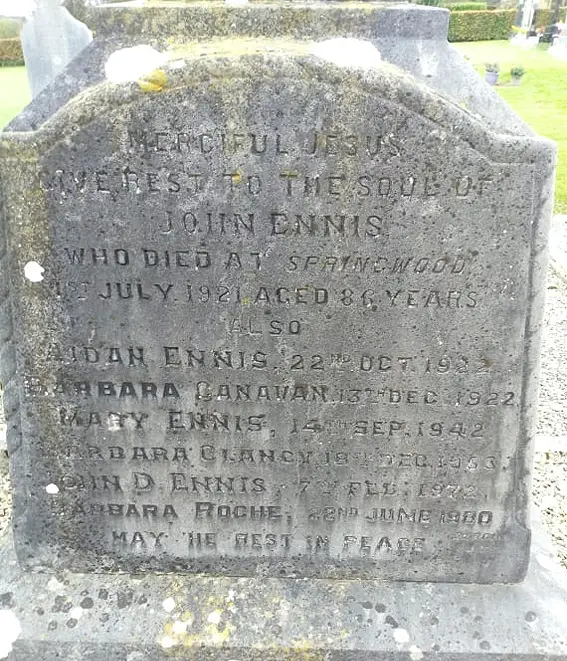 MERCIFUL JESUS
GIVE REST TO THE SOUL OF
JOHN ENNIS
WHO DIED AT SPRINGWOOD
1ST JULY. 1921, AGED 86 YEARS
ALSO
AIDAN ENNIS, 22ND OCT. 1922
BARBARA CANAVAN, 13TH DEC. 1922
MARY ENNIS, 14TH SEP. 1942
BARBARA CLANCY 18TH DEC. 1953.
JOHN D. ENNIS, 7TH FEB. 1972.
BARBARA ROCHE, 22ND JUNE 1980
MAY HE REST IN PEACE